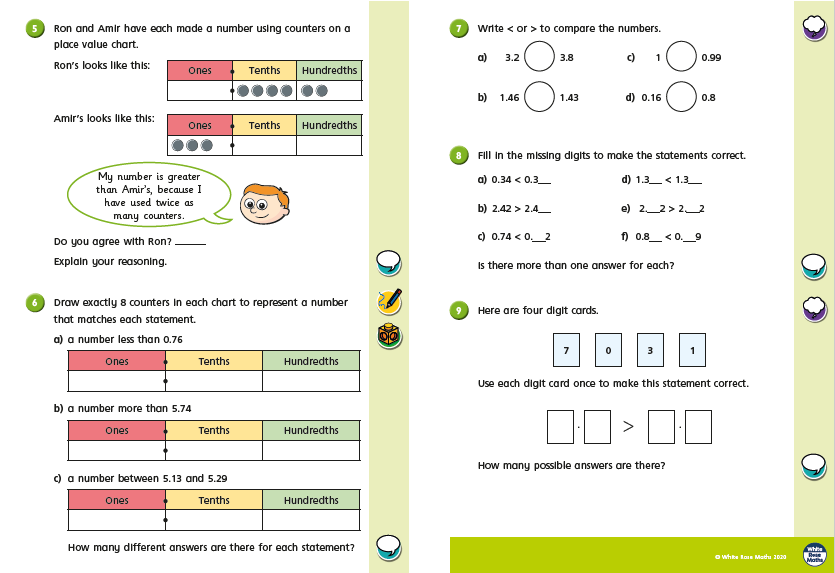 5
Ron and Amir have each made a number using counters on a
place value chart.
Ron's looks like this:
Ones Tenths Hundredths
Amir's looks like this:
Ones Tenths Hundredths
My number is greater
than Amir's, because I
have used twice as
many counters.
Do you agree with Ron? ______
Explain your reasoning.
6
Draw exactly 8 counters in each chart to represent a number
that matches each statement.
a) a number less than 0.76
Ones Tenths Hundredths
b) a number more than 5.74
Ones Tenths Hundredths
c) a number between 5.13 and 5.29
Ones Tenths Hundredths
How many different answers are there for each statement?
7
Write < or > to compare the numbers.
a) 3.2 3.8 c) 1 0.99
b) 1.46 1.43 d) 0.16 0.8
8
Fill in the missing digits to make the statements correct.
a) 0.34 < 0.3__ d) 1.3__ < 1.3__
b) 2.42 > 2.4__ e) 2.__2 > 2.__2
c) 0.74 < 0.__2 f) 0.8__ < 0.__9
Is there more than one answer for each?
9
Here are four digit cards.
7 0 3 1
Use each digit card once to make this statement correct.
. > .
How many possible answers are there?
© White Rose Maths 2020
White
Rose
Maths